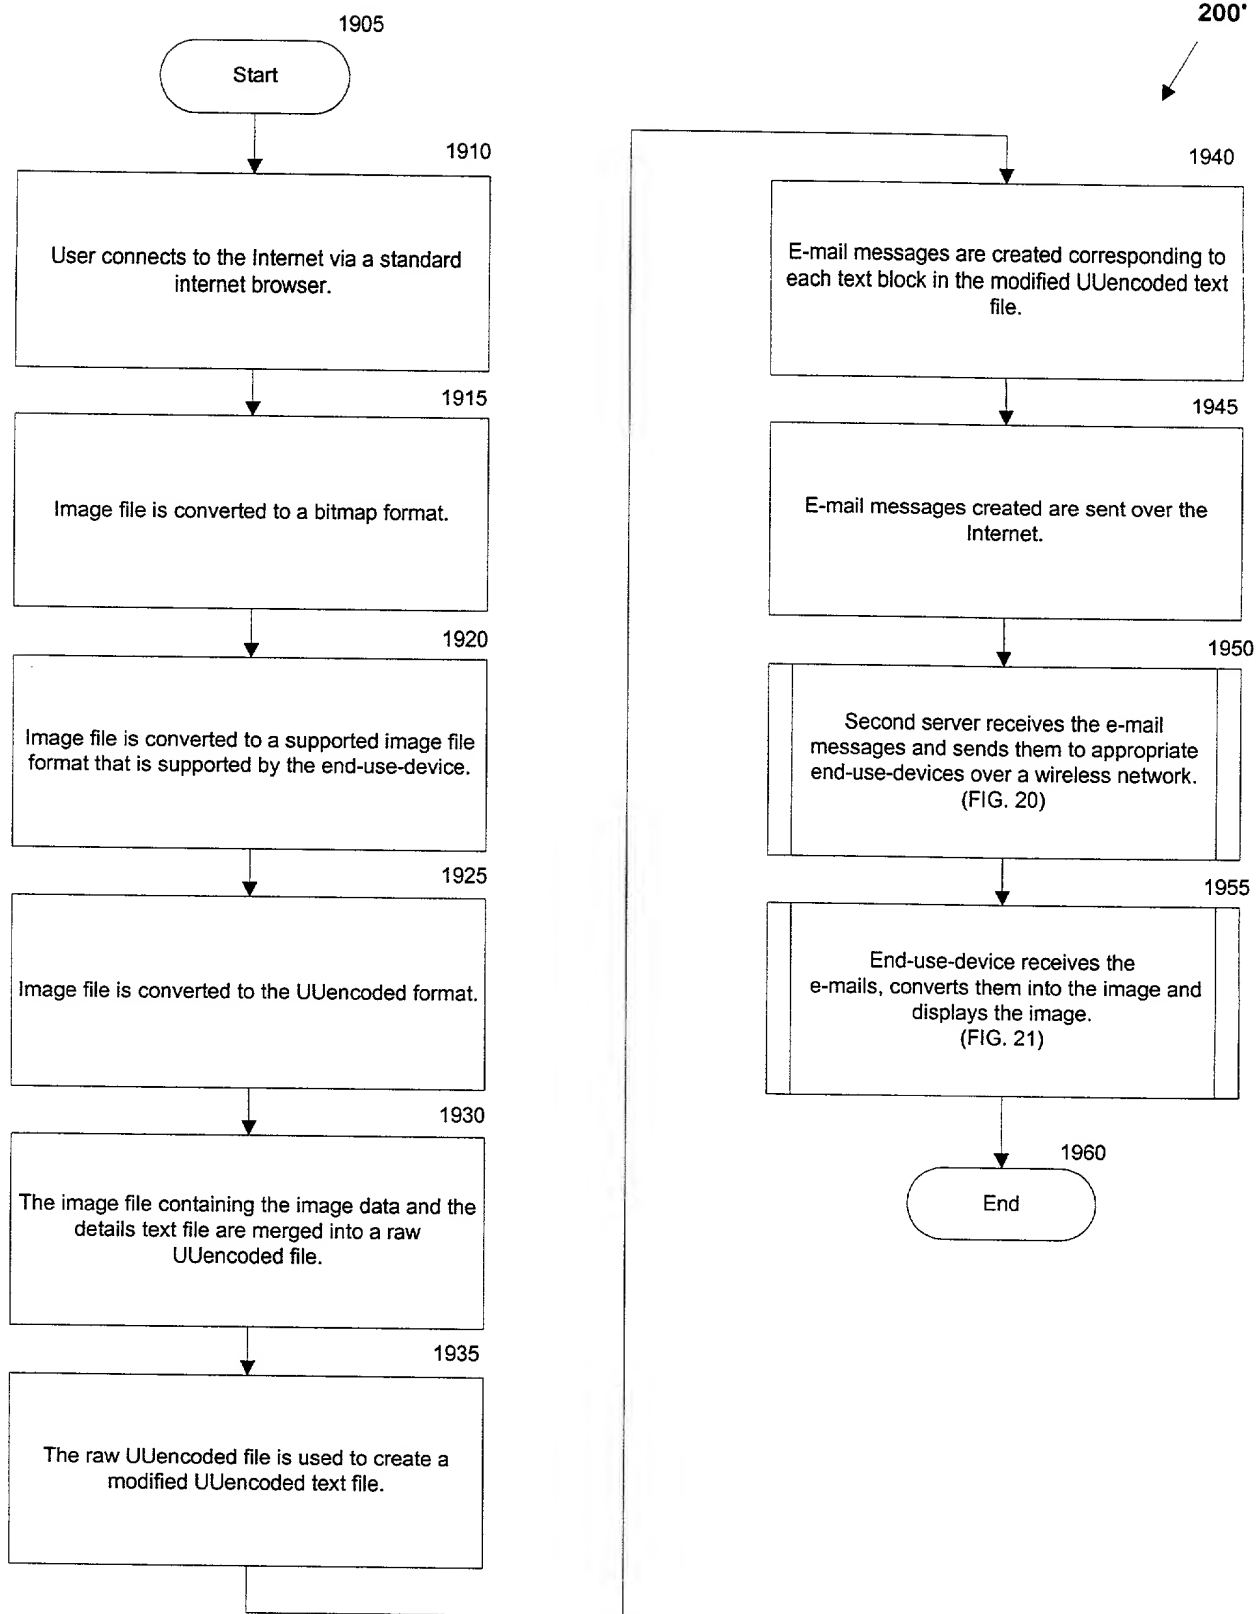 200'
1905
Start
1910
User connects to the Internet via a standard
internet browser.
1915
Image file is converted to a bitmap format.
1920
Image file is converted to a supported image file
format that is supported by the end-use-device.
1925
Image file is converted to the UUencoded format.
1930
The image file containing the image data and the
details text file are merged into a raw
UUencoded file.
1935
The raw UUencoded file is used to create a
modified UUencoded text file.
1940
E-mail messages are created corresponding to
each text block in the modified UUencoded text
file.
1945
E-mail messages created are sent over the
Internet.
1950
Second server receives the e-mail
messages and sends them to appropriate
end-use-devices over a wireless network.
(FIG. 20)
1955
End-use-device receives the
e-mails, converts them into the image and
displays the image.
(FIG. 21)
1960
End